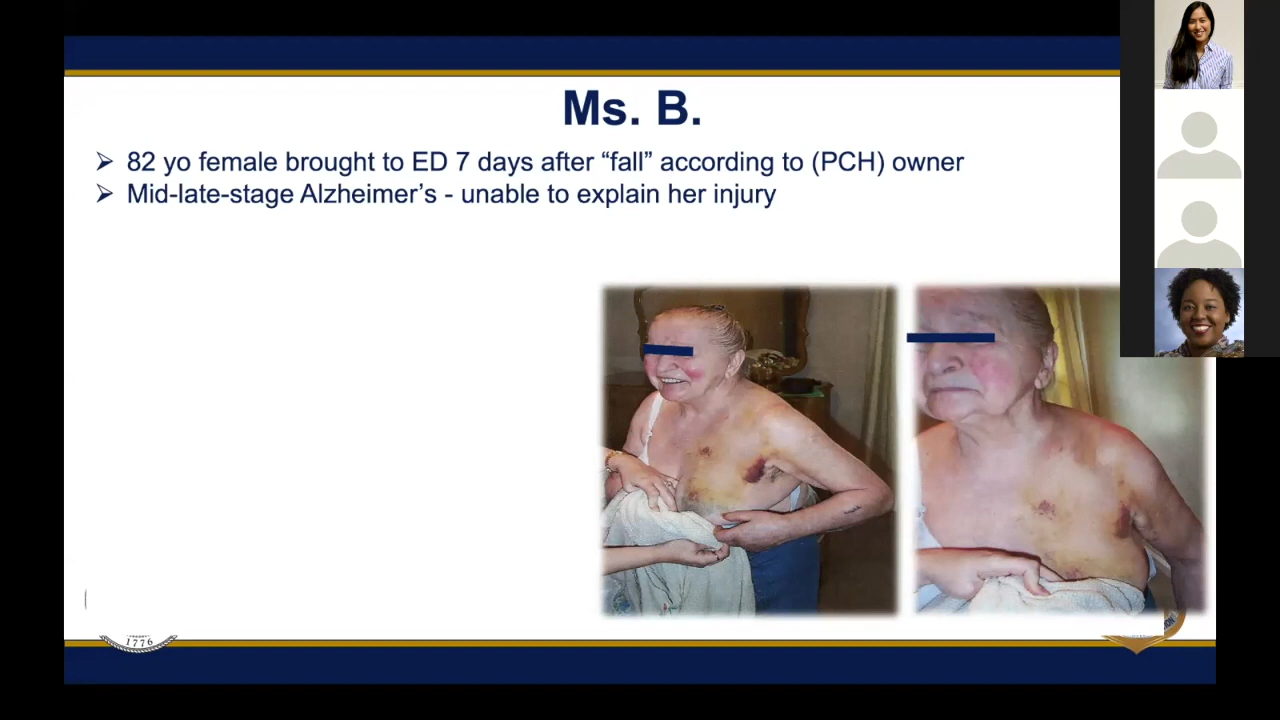 Ms. B.
➢ 82 yo female brought to ED 7 days after “fall” according to (PCH) owner
➢ Mid-late-stage Alzheimer’s - unable to explain her injury
1776